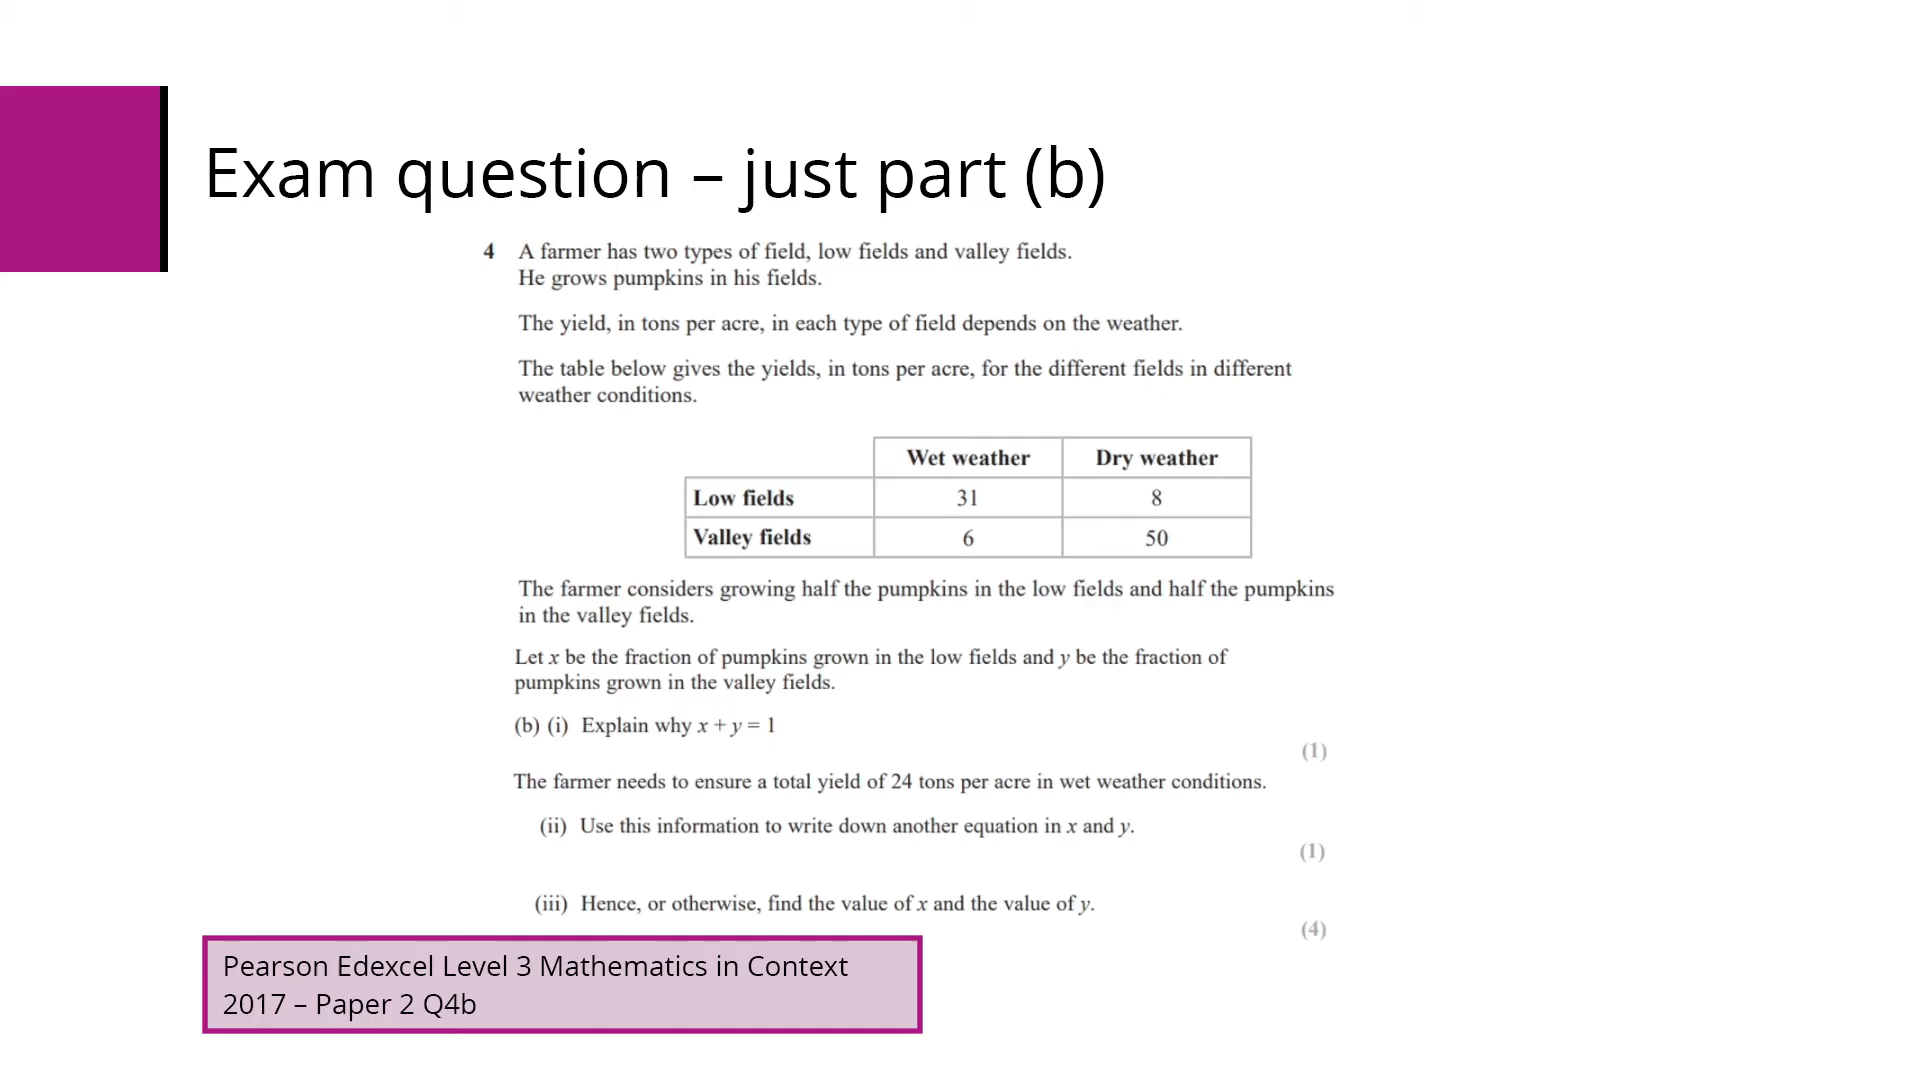 Exam question – just part (b)
4 A farmer has two types of field, low fields and valley fields.
He grows pumpkins in his fields.
The yield, in tons per acre, in each type of field depends on the weather.
The table below gives the yields, in tons per acre, for the different fields in different
weather conditions.
Wet weather Dry weather
Low fields 31 8
Valley fields 6 50
The farmer considers growing half the pumpkins in the low fields and half the pumpkins
in the valley fields.
Let x be the fraction of pumpkins grown in the low fields and y be the fraction of
pumpkins grown in the valley fields.
(b) (i) Explain why x + y = 1
(1)
The farmer needs to ensure a total yield of 24 tons per acre in wet weather conditions.
(ii) Use this information to write down another equation in x and y.
(1)
(iii) Hence, or otherwise, find the value of x and the value of y.
(4)
Pearson Edexcel Level 3 Mathematics in Context
2017 – Paper 2 Q4b